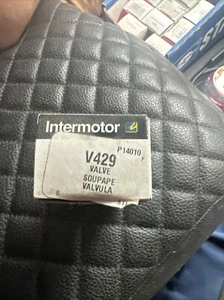 Intermotor
P14010
V429
VALVE
SOUPAPE
VALVULA